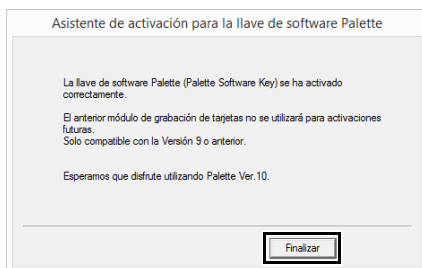 Asistente de activación para la llave de software Palette
La llave de software Palette (Palette Software Key) se ha activado
correctamente.
El anterior módulo de grabación de tarjetas no se utilizará para activaciones
futuras.
Solo compatible con la Versión 9 o anterior.
Esperamos que disfrute utilizando Palette Ver.10.
Finalizar